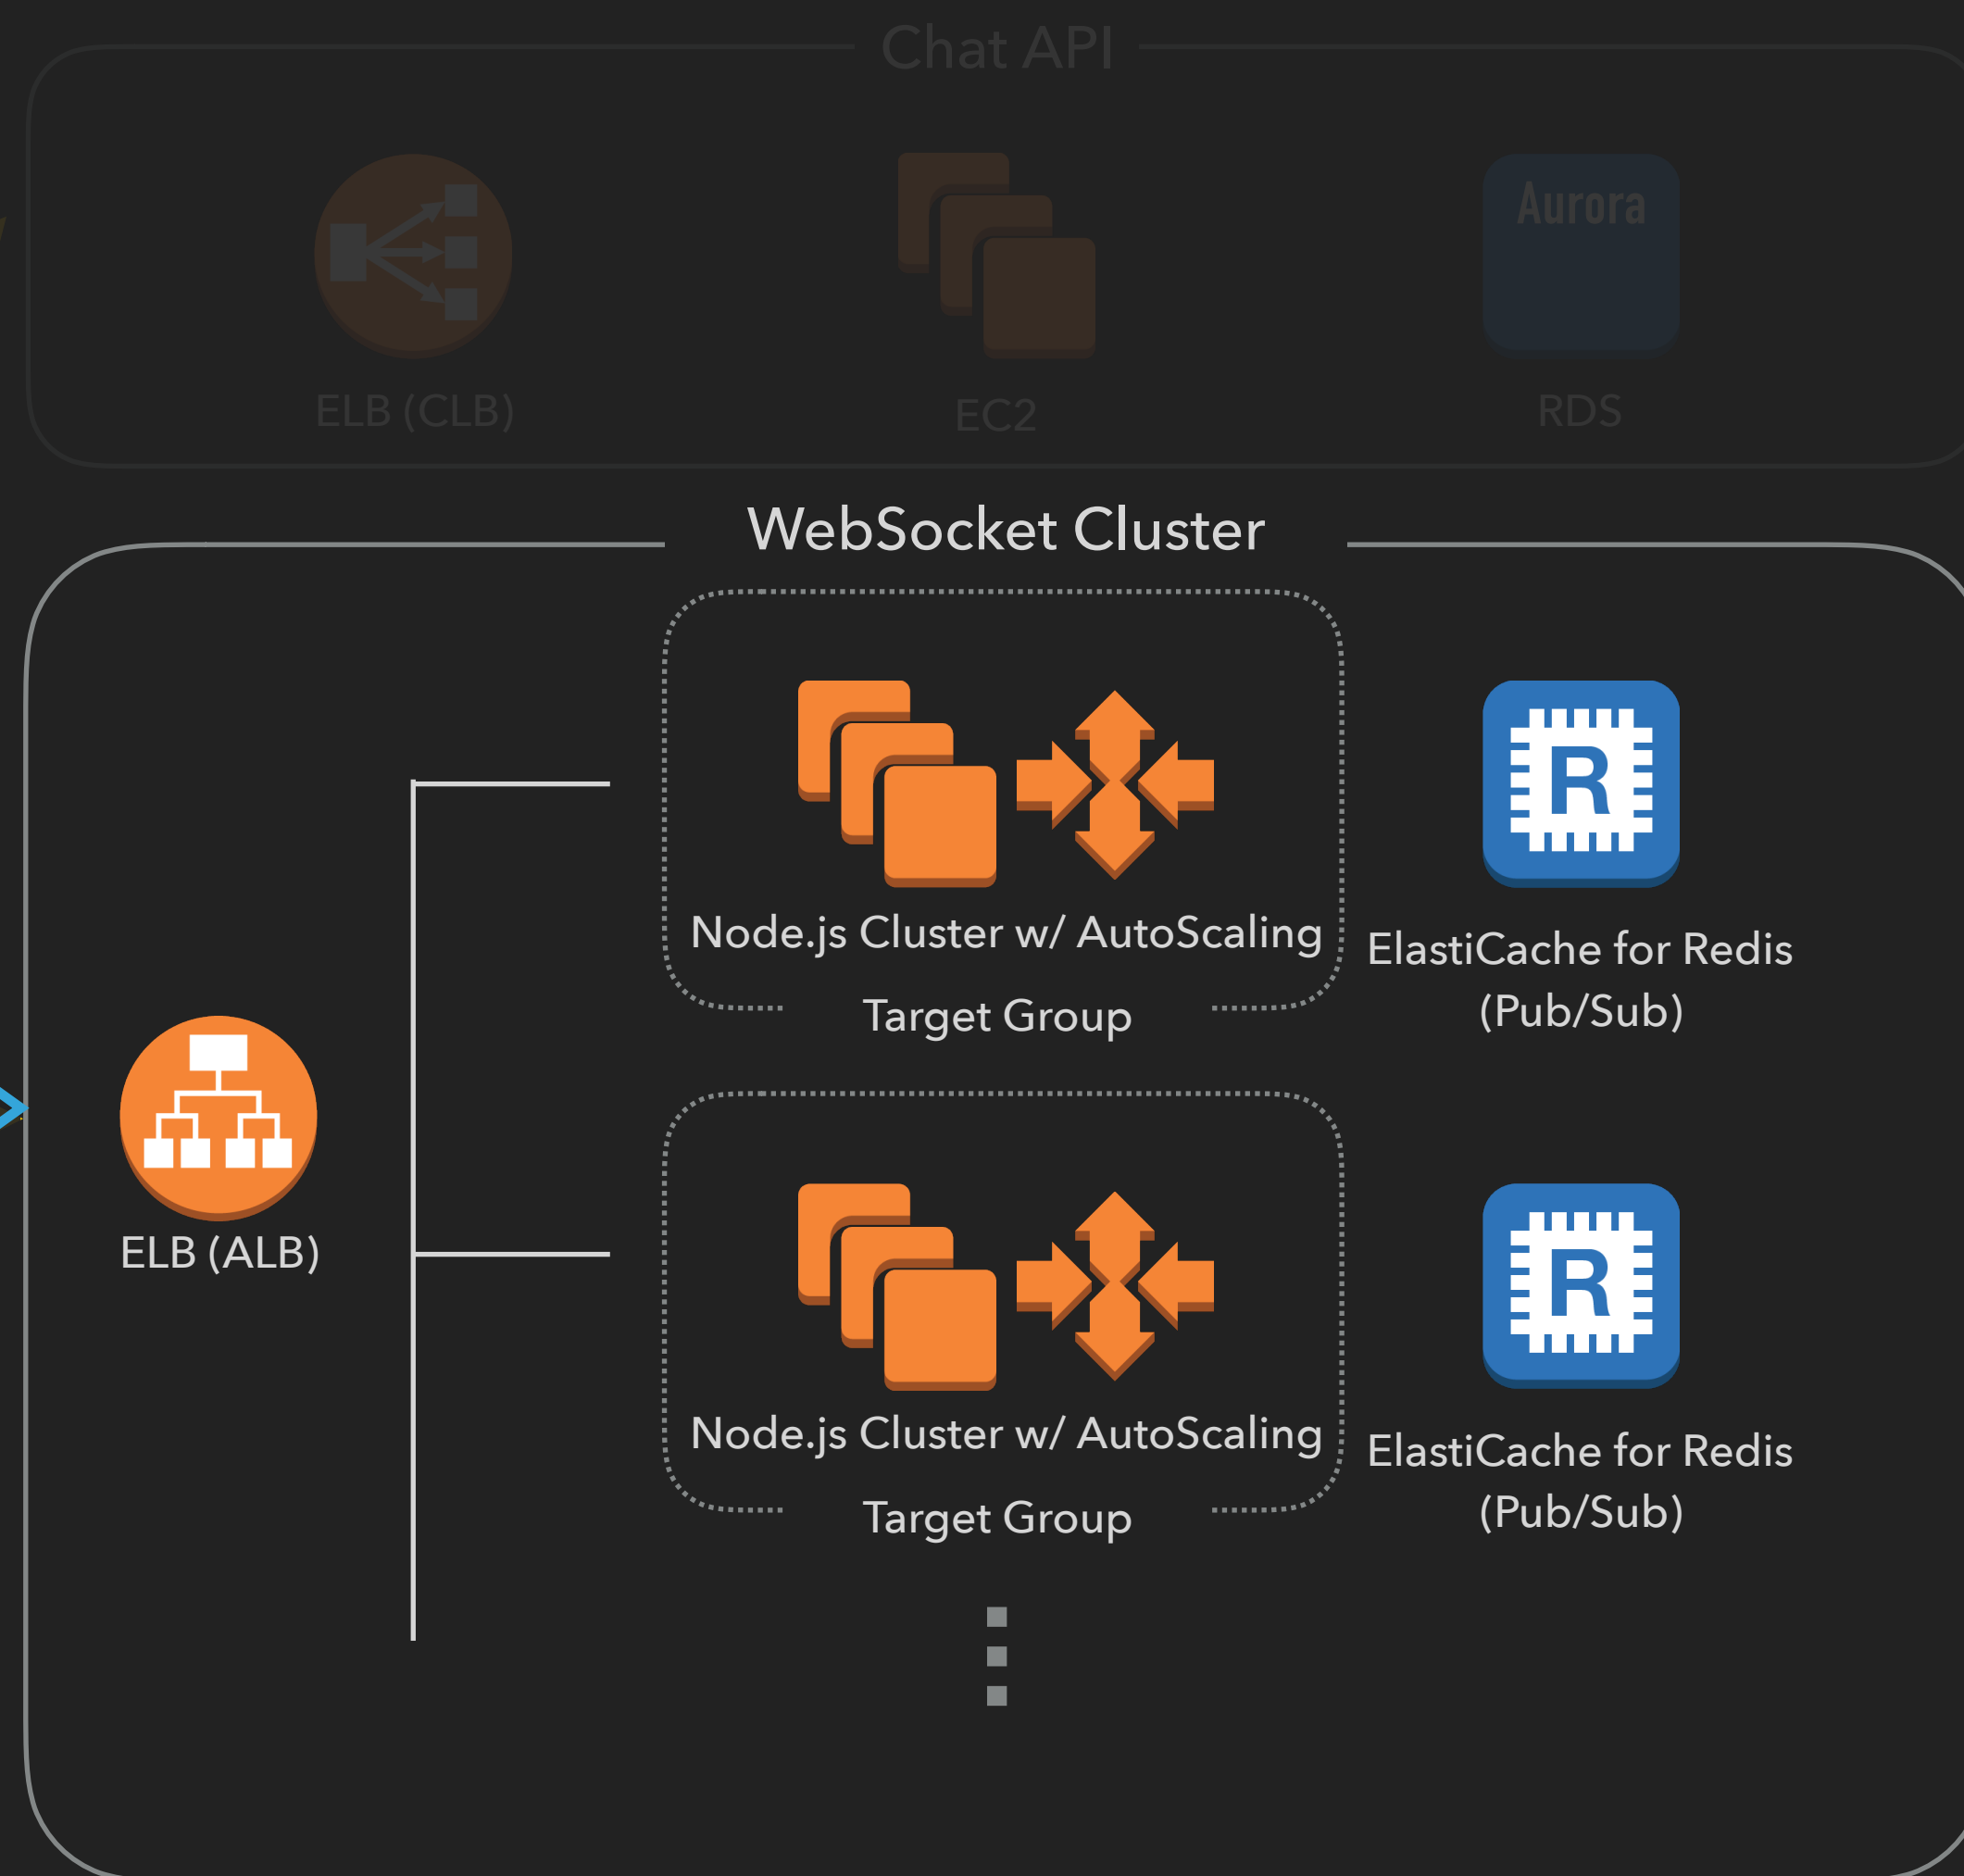 Chat API
Aurora
ELB (CLB)
EC2
RDS
WebSocket Cluster
R
Node.js Cluster w/ AutoScaling
ElastiCache for Redis
(Pub/Sub)
Target Group
ELB (ALB)
R
Node.js Cluster w/ AutoScaling
ElastiCache for Redis
(Pub/Sub)
Target Group